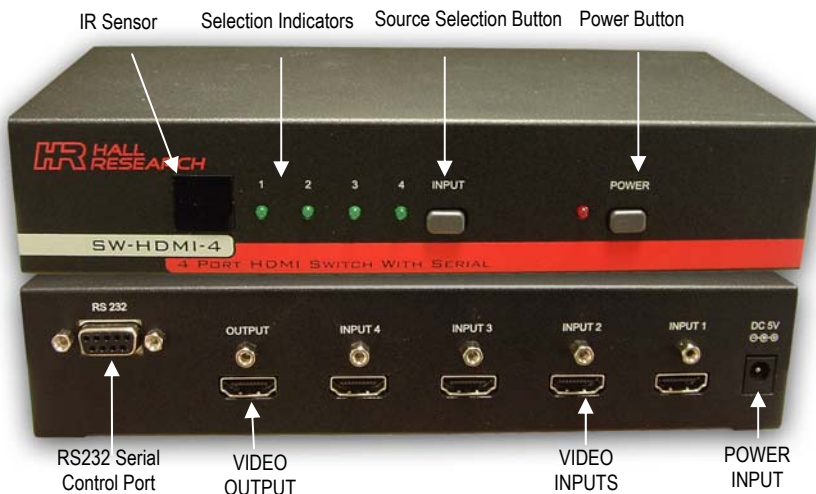 IR Sensor
Selection Indicators
Source Selection Button
Power Button
HR HALL
RESEARCH
1 2 3 4 INPUT POWER
SW-HDMI-4
4 PORT HDMI SWITCH WITH SERIAL
RS 232
OUTPUT
INPUT 4
INPUT 3
INPUT 2
INPUT 1
DC 5V
RS232 Serial
Control Port
VIDEO
OUTPUT
VIDEO
INPUTS
POWER
INPUT